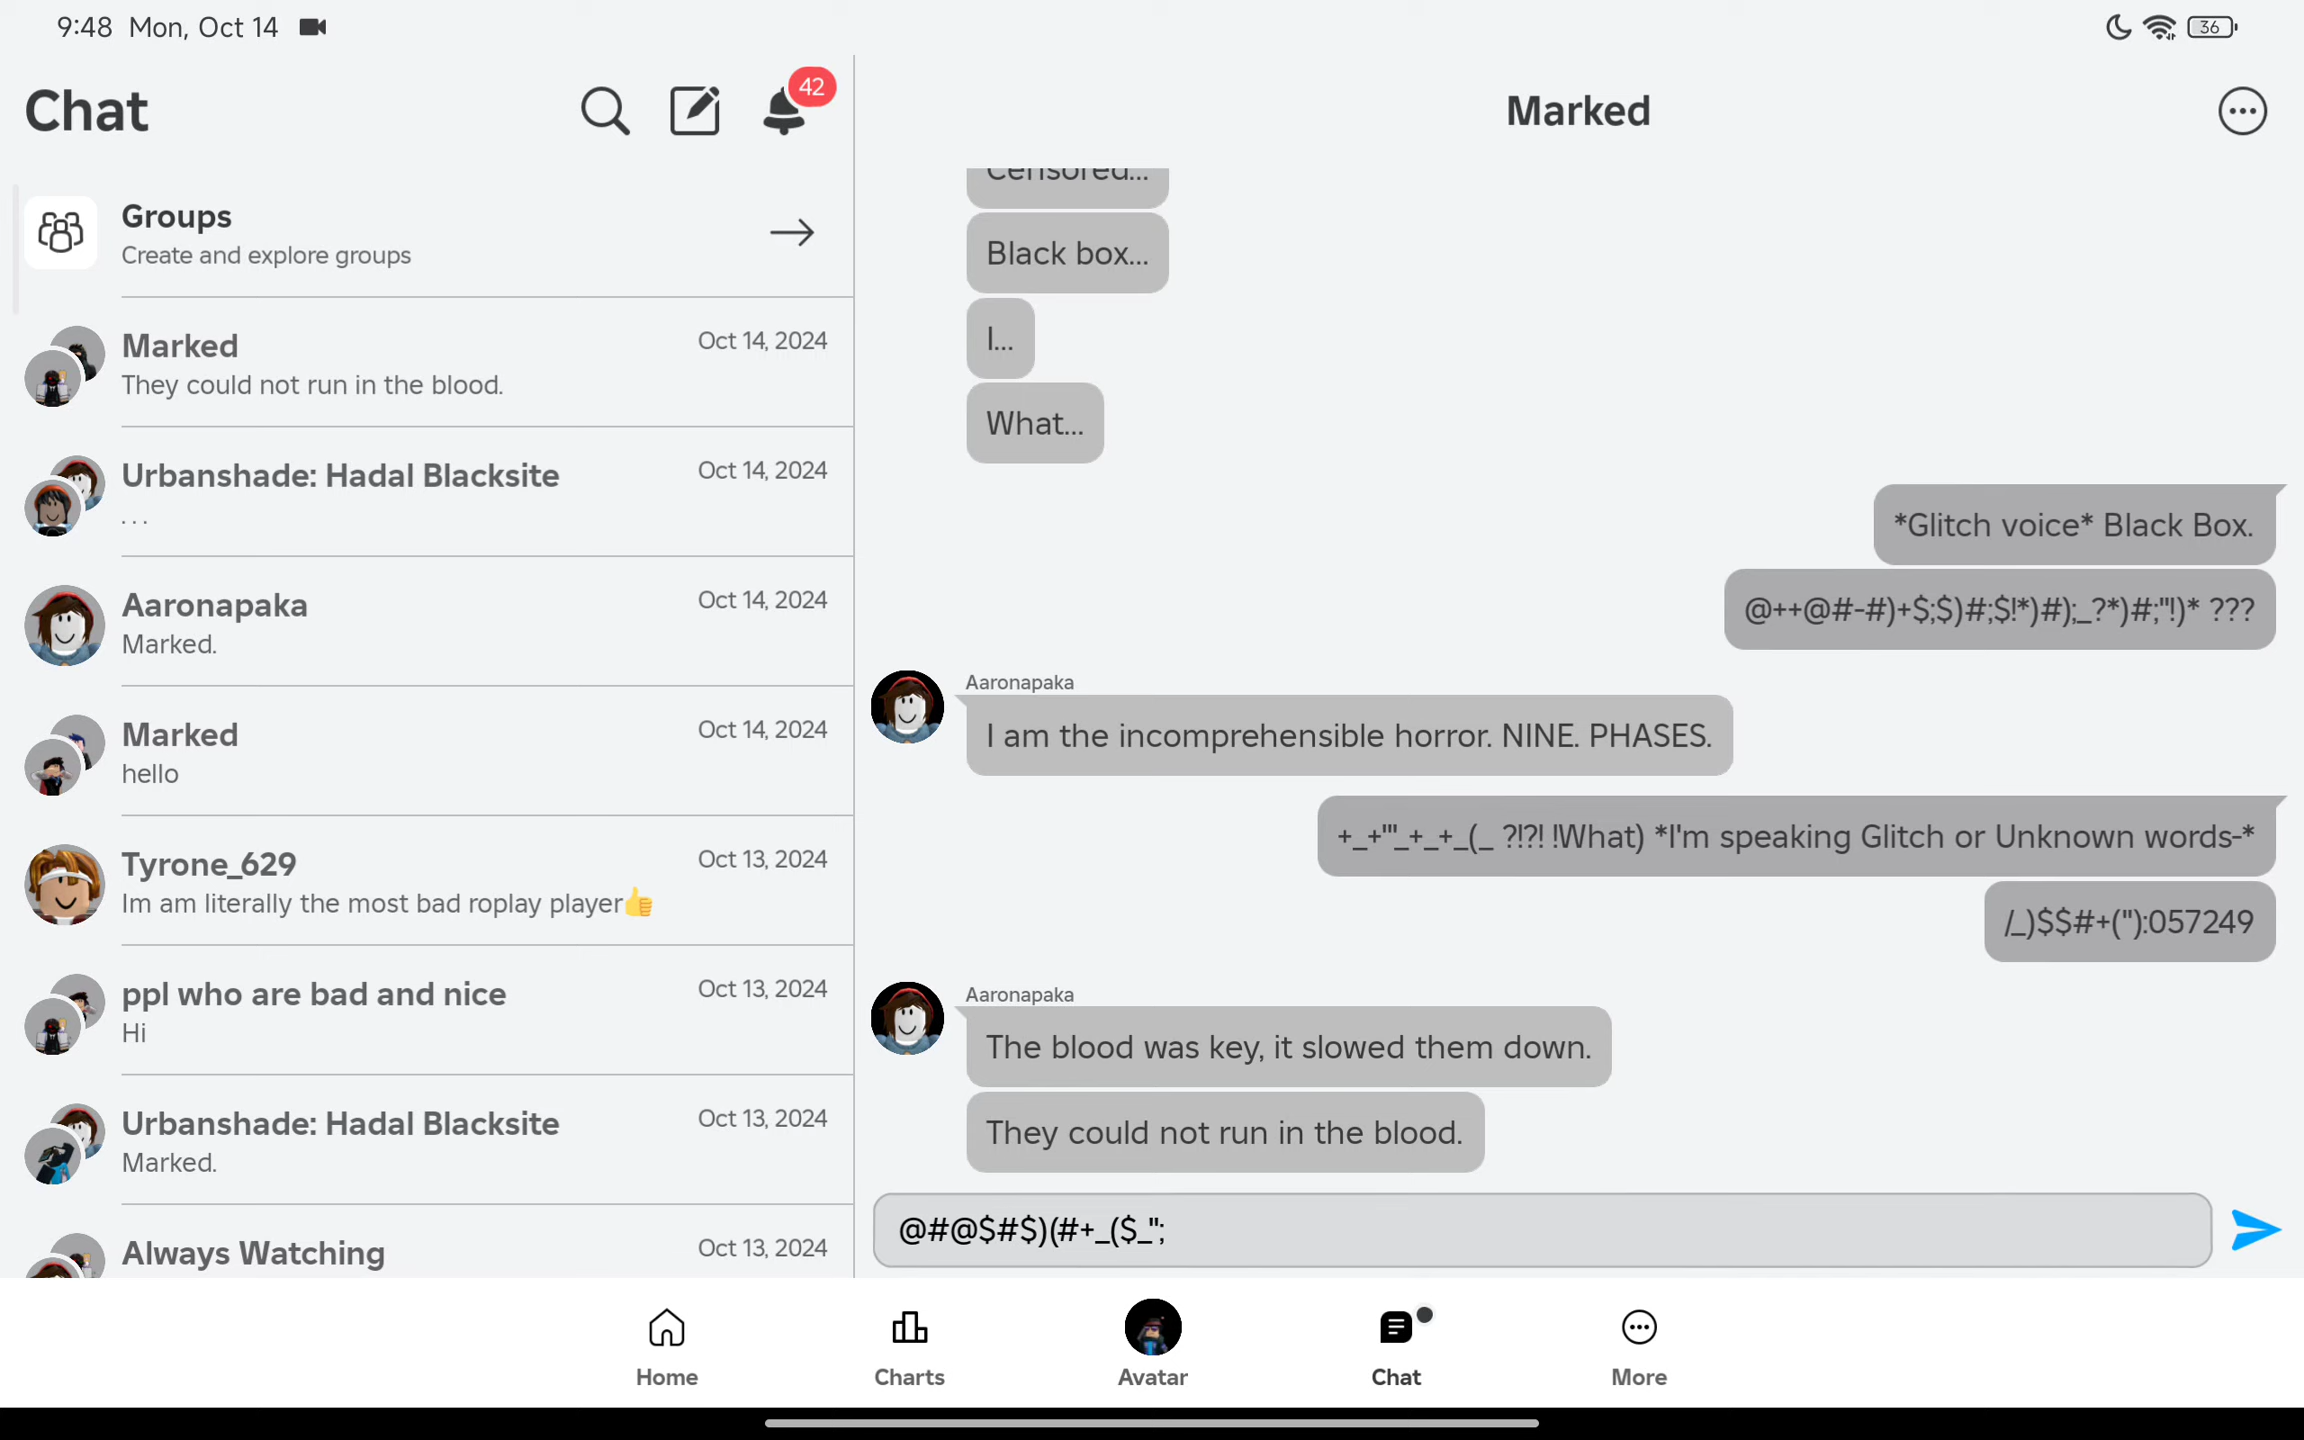 9:48 Mon, Oct 14
36
Chat
42
Groups
Create and explore groups
Marked
Oct 14, 2024
They could not run in the blood.
Urbanshade: Hadal Blacksite
Oct 14, 2024
...
Aaronapaka
Oct 14, 2024
Marked.
Marked
Oct 14, 2024
hello
Tyrone_629
Oct 13, 2024
Im am literally the most bad roplay player👍
ppl who are bad and nice
Oct 13, 2024
Hi
Urbanshade: Hadal Blacksite
Oct 13, 2024
Marked.
Always Watching
Oct 13, 2024
Marked
Censored...
Black box...
I...
What...
*Glitch voice* Black Box.
@++@#-#)+$;$)#;$!*)#);_?*)#;"!)* ???
Aaronapaka
I am the incomprehensible horror. NINE. PHASES.
+_+"'_+_+_(_ ?!?! !What) *I'm speaking Glitch or Unknown words-*
/_)$$#+("):057249
Aaronapaka
The blood was key, it slowed them down.
They could not run in the blood.
@#@$#$)(#+_($_";
Home
Charts
Avatar
Chat
More